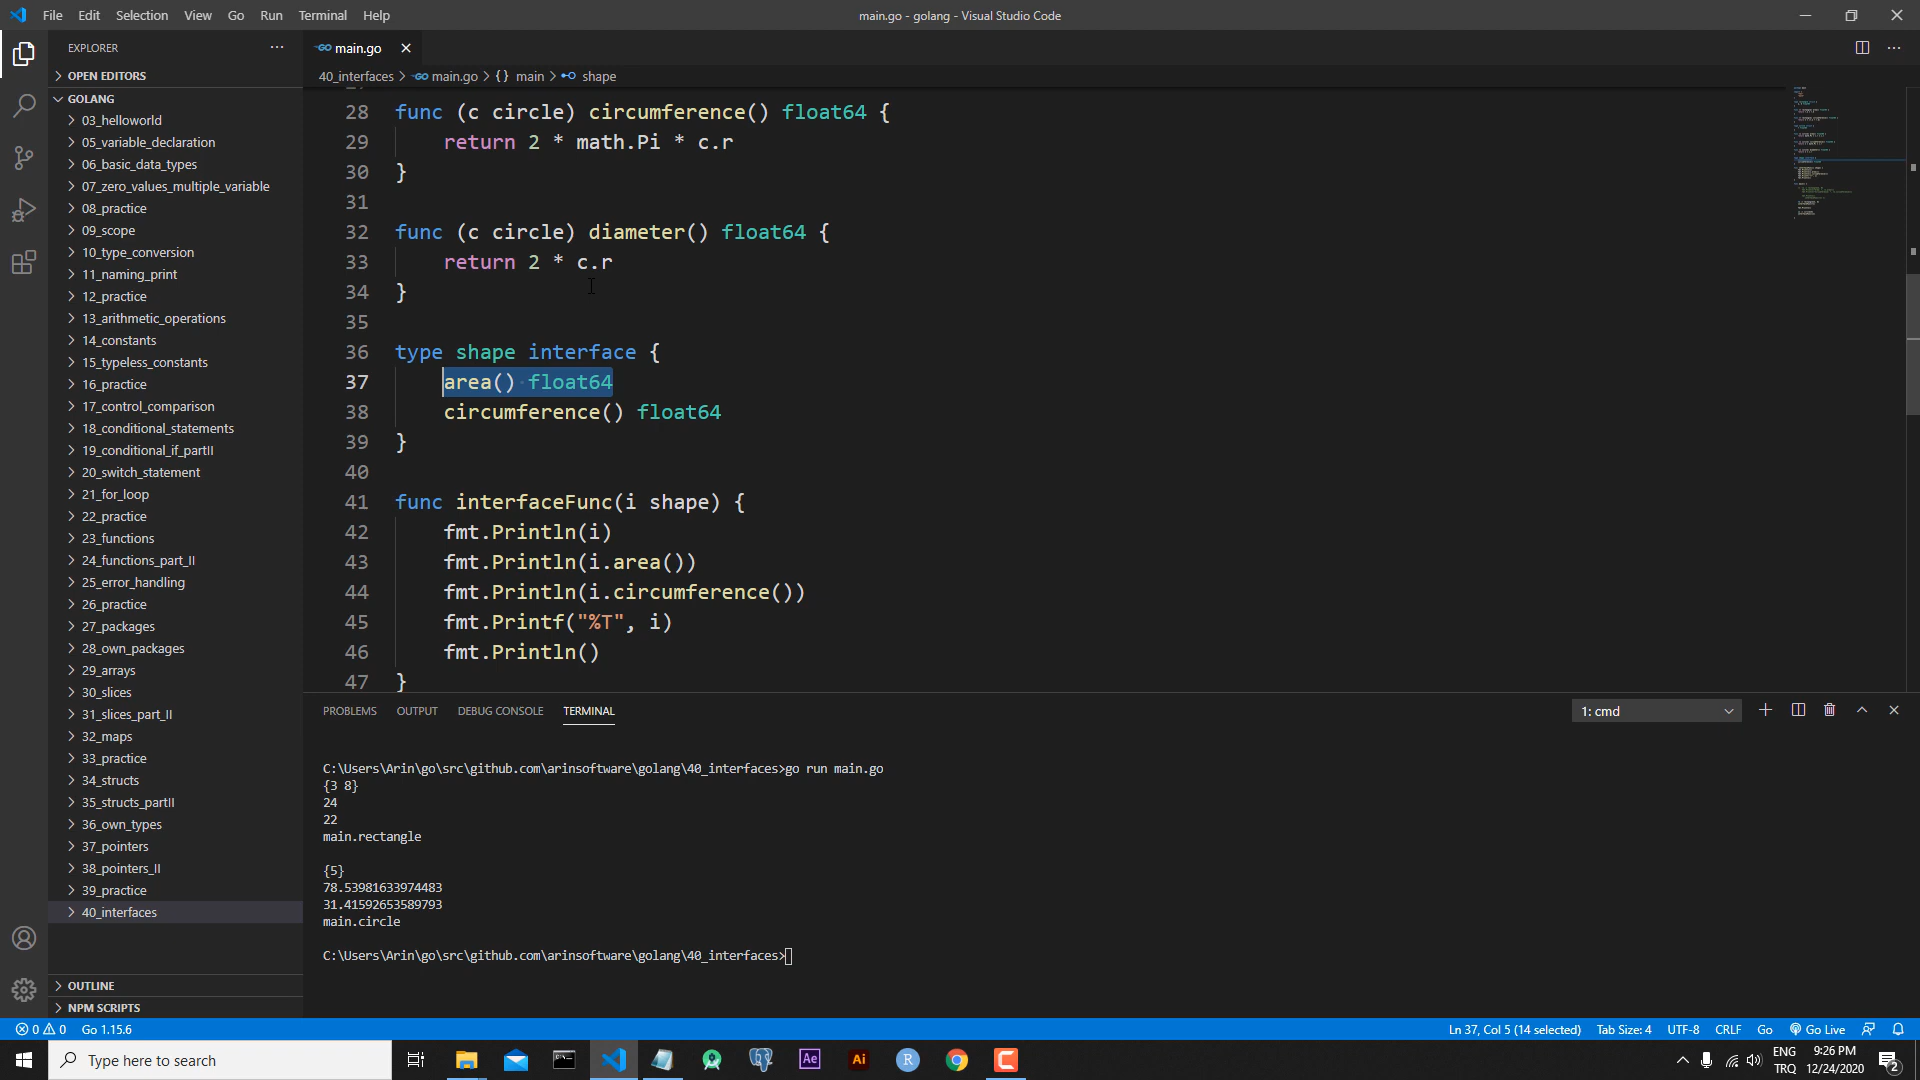 File Edit Selection View Go Run Terminal Help
main.go - golang - Visual Studio Code
EXPLORER
OPEN EDITORS
GOLANG
03_helloworld
05_variable_declaration
06_basic_data_types
07_zero_values_multiple_variable
08_practice
09_scope
10_type_conversion
11_naming_print
12_practice
13_arithmetic_operations
14_constants
15_typeless_constants
16_practice
17_control_comparison
18_conditional_statements
19_conditional_if_partII
20_switch_statement
21_for_loop
22_practice
23_functions
24_functions_part_II
25_error_handling
26_practice
27_packages
28_own_packages
29_arrays
30_slices
31_slices_part_II
32_maps
33_practice
34_structs
35_structs_partII
36_own_types
37_pointers
38_pointers_II
39_practice
40_interfaces
OUTLINE
NPM SCRIPTS
main.go
40_interfaces > main.go > {} main > shape
28 func (c circle) circumference() float64 {
29 return 2 * math.Pi * c.r
30 }
31
32 func (c circle) diameter() float64 {
33 return 2 * c.r
34 }
35
36 type shape interface {
37 area() float64
38 circumference() float64
39 }
40
41 func interfaceFunc(i shape) {
42 fmt.Println(i)
43 fmt.Println(i.area())
44 fmt.Println(i.circumference())
45 fmt.Printf("%T", i)
46 fmt.Println()
47 }
PROBLEMS OUTPUT DEBUG CONSOLE TERMINAL
1: cmd
C:\Users\Arin\go\src\github.com\arinsoftware\golang\40_interfaces>go run main.go
{3 8}
24
22
main.rectangle
{5}
78.53981633974483
31.41592653589793
main.circle
C:\Users\Arin\go\src\github.com\arinsoftware\golang\40_interfaces>
0 0 Go 1.15.6
Ln 37, Col 5 (14 selected) Tab Size: 4 UTF-8 CRLF Go Go Live
Type here to search
Ae
Ai
R
ENG
TRQ
9:26 PM
12/24/2020
2